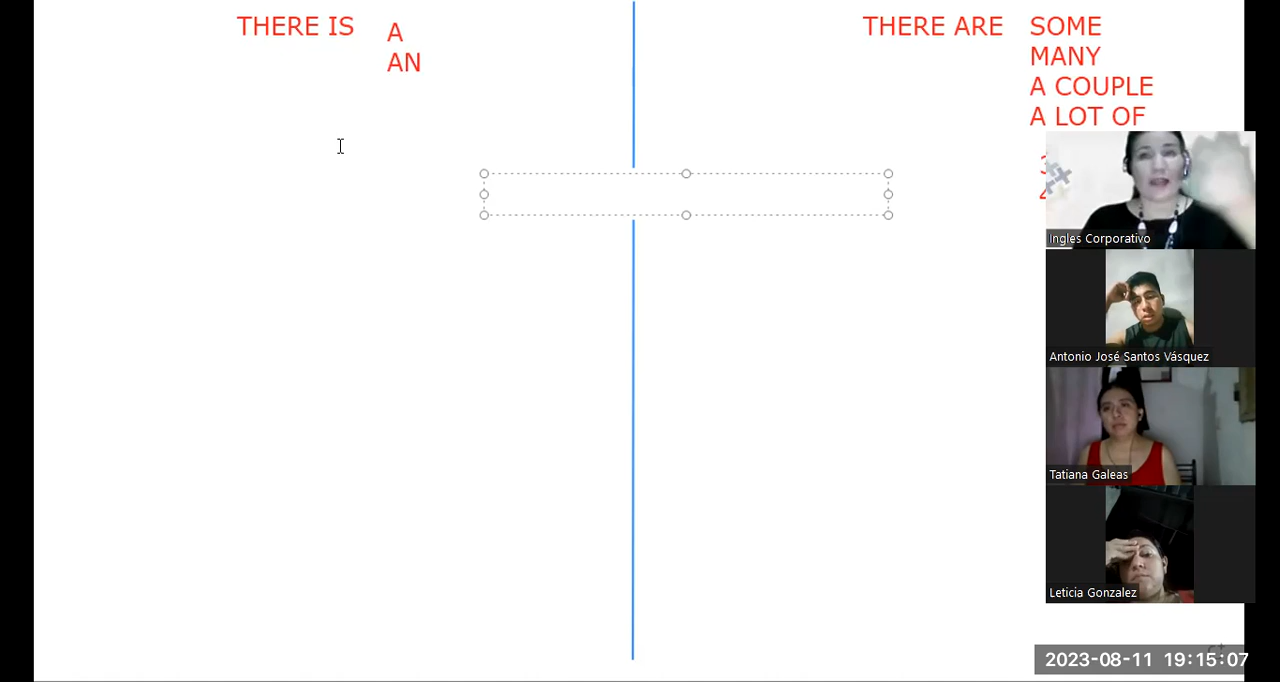 THERE IS
A
AN
THERE ARE
SOME
MANY
A COUPLE
A LOT OF
Ingles Corporativo
Antonio José Santos Vásquez
Tatiana Galeas
Leticia Gonzalez
2023-08-11 19:15:07